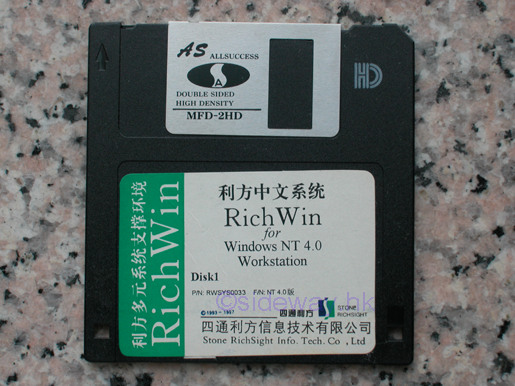 AS ALLSUCCESS
SA
DOUBLE SIDED
HIGH DENSITY
MFD-2HD
HD
利方多元系统支撑环境
RichWin
利方中文系统
RichWin
for
Windows NT 4.0
Workstation
Disk1
P/N: RWSYS0033 F/N: NT 4.0版
©sideway.hk
©1993-1997
四通利方 STONE RICHSIGHT
四通利方信息技术有限公司
Stone RichSight Info. Tech. Co ., Ltd